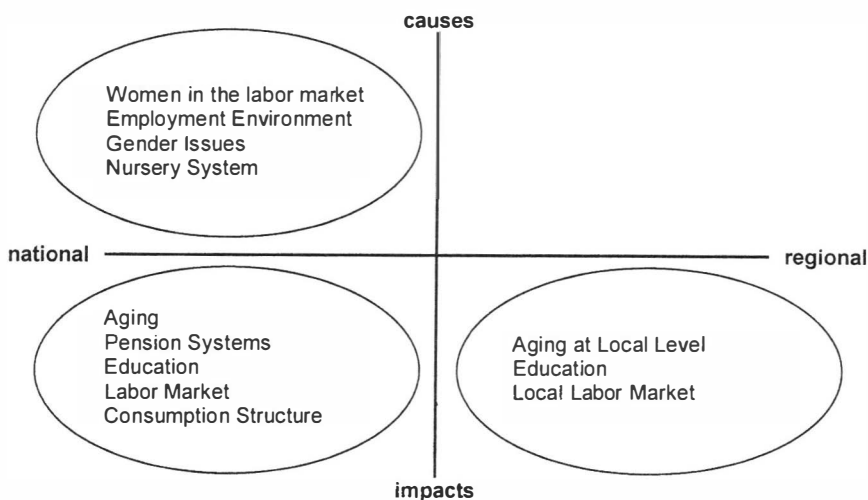 causes
Women in the labor market
Employment Environment
Gender Issues
Nursery System
national
regional
Aging
Pension Systems
Education
Labor Market
Consumption Structure
Aging at Local Level
Education
Local Labor Market
impacts